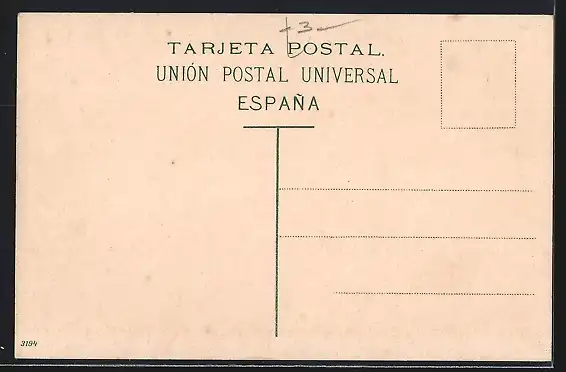 -3-
TARJETA POSTAL.
UNIÓN POSTAL UNIVERSAL
ESPAÑA
3194